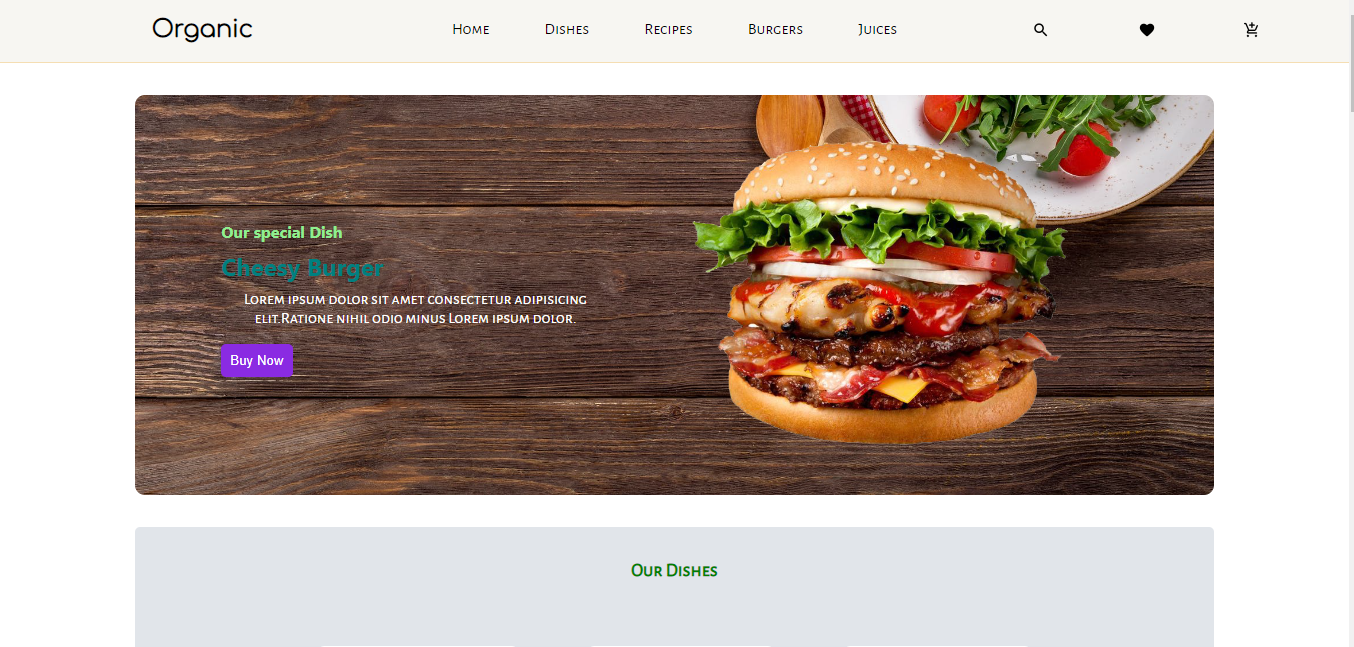 Organic
Home Dishes Recipes Burgers Juices
Our special Dish
Cheesy Burger
Lorem ipsum dolor sit amet consectetur adipisicing
elit.Ratione nihil odio minus Lorem ipsum dolor.
Buy Now
Our Dishes